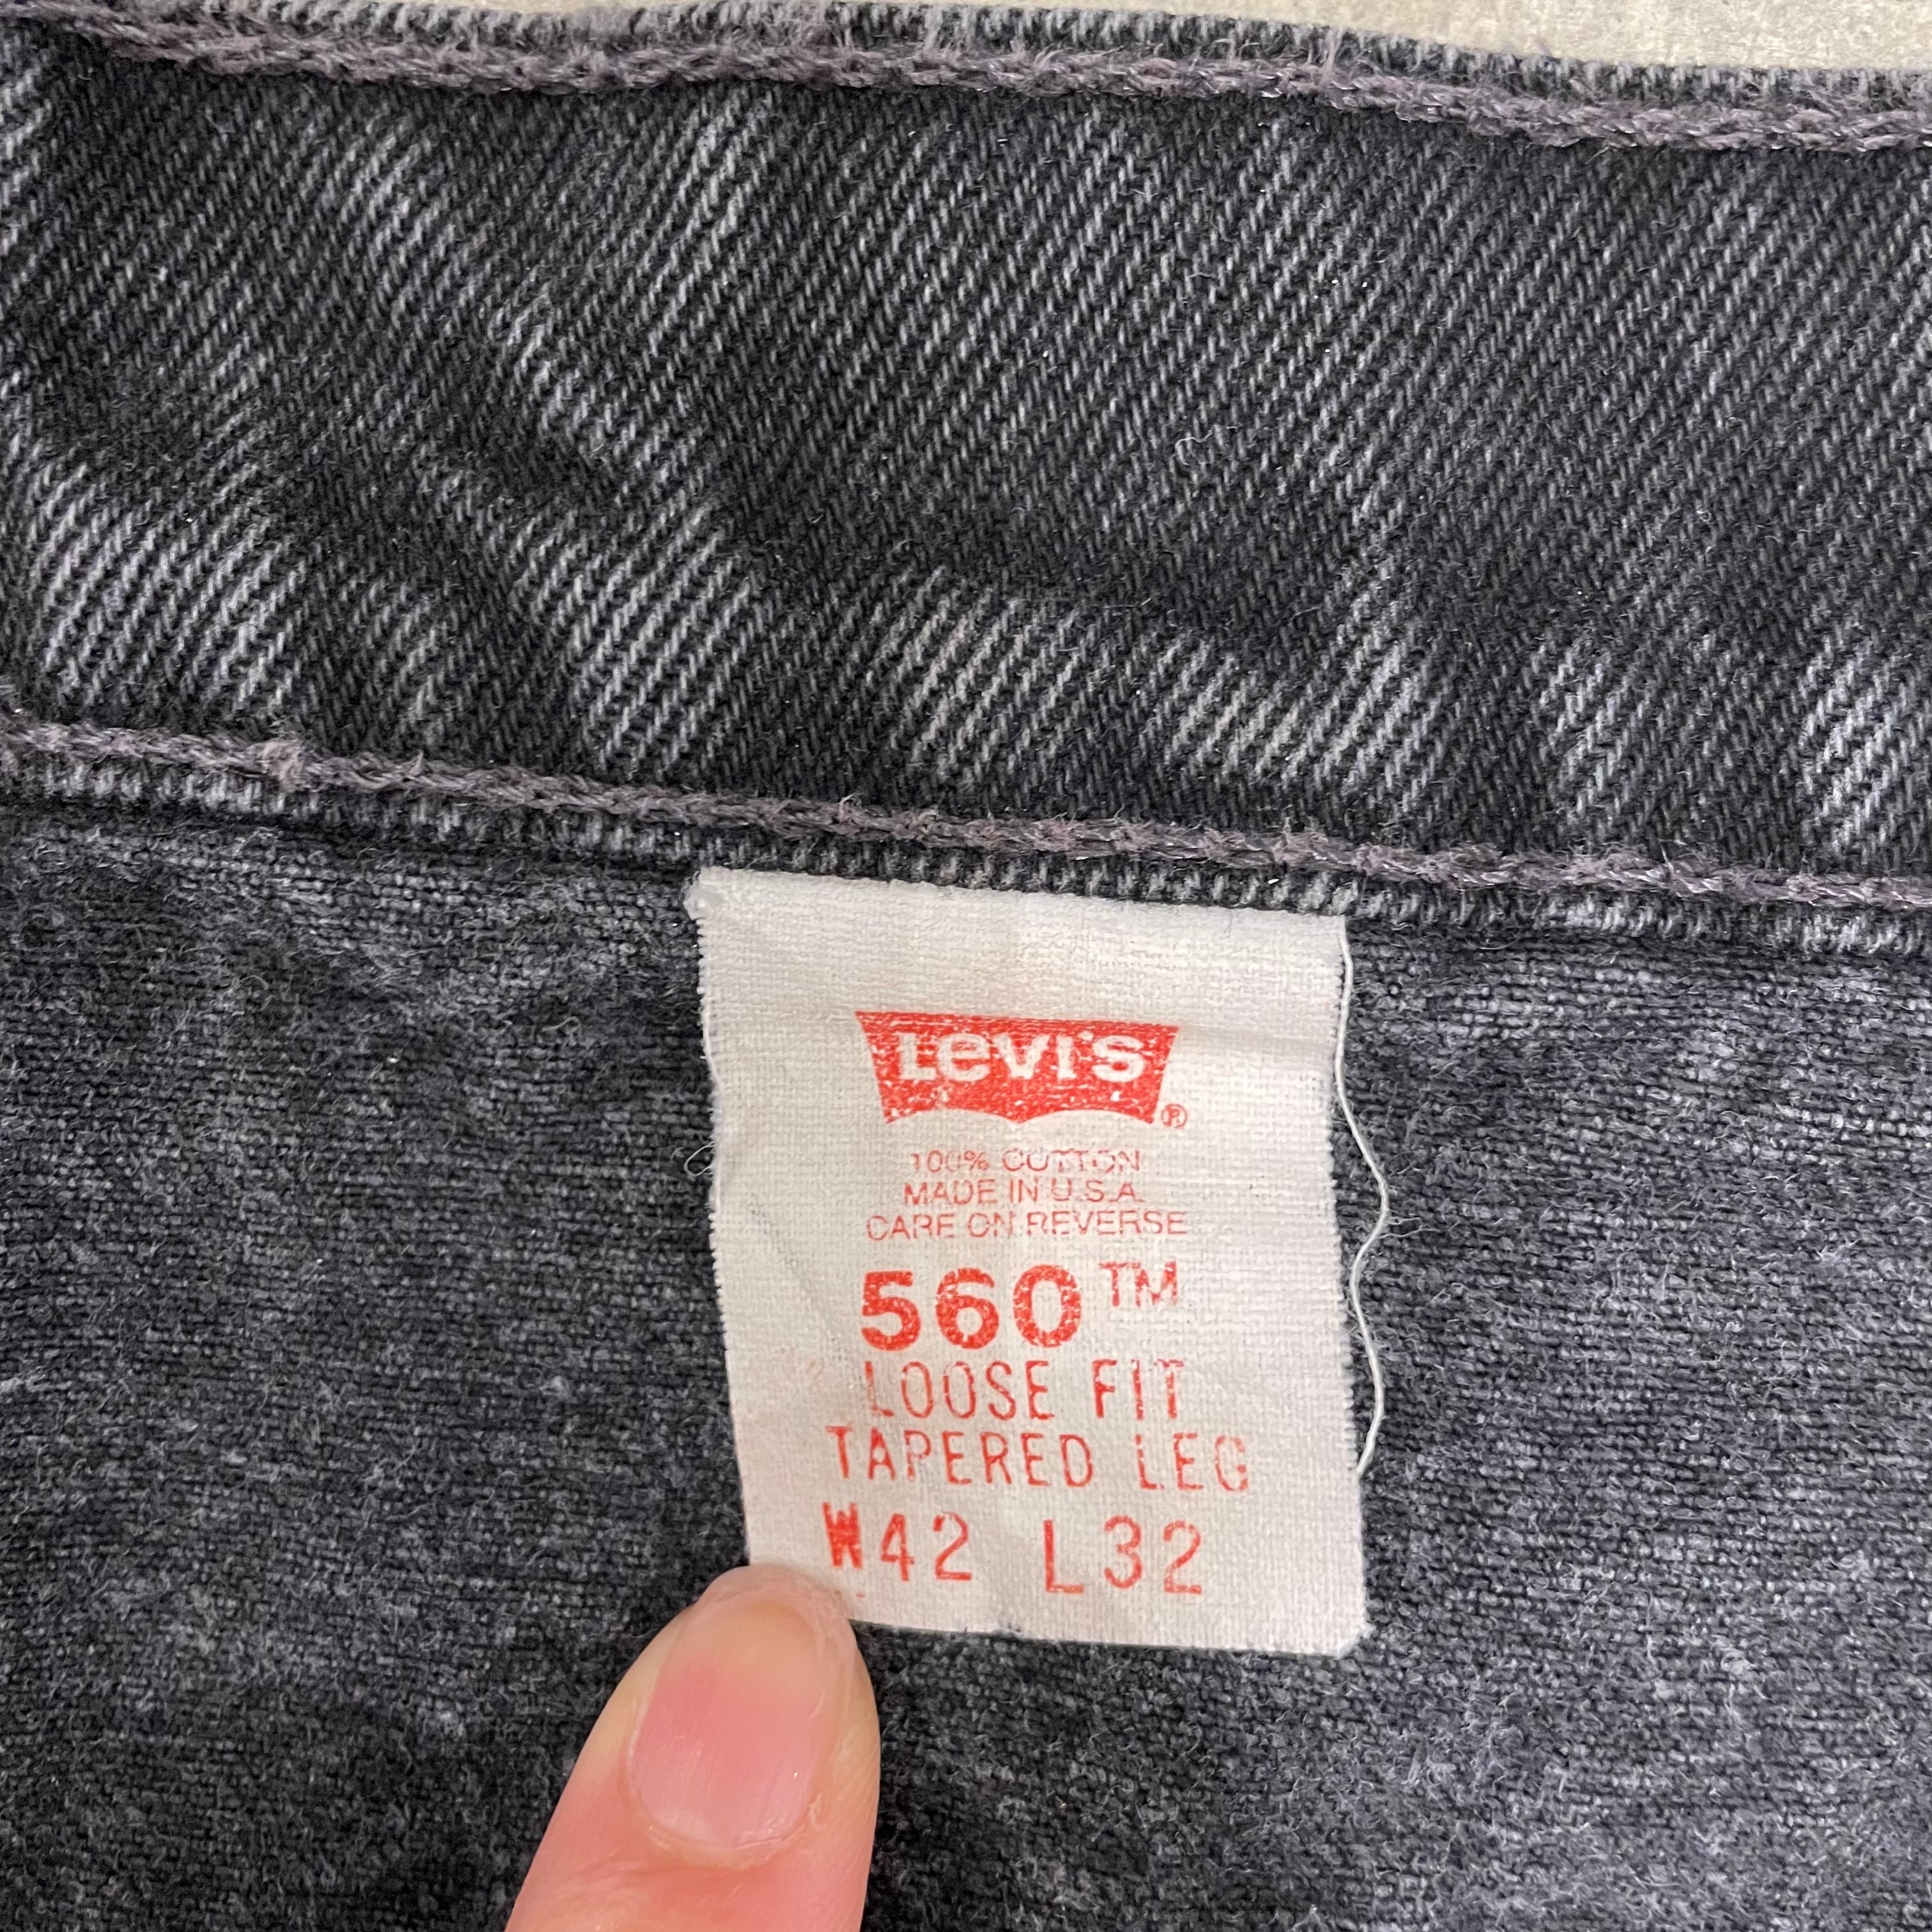 LEVI'S ®
100% COTTON
MADE IN U.S.A.
CARE ON REVERSE
560™
LOOSE FIT
TAPERED LEG
W42 L32